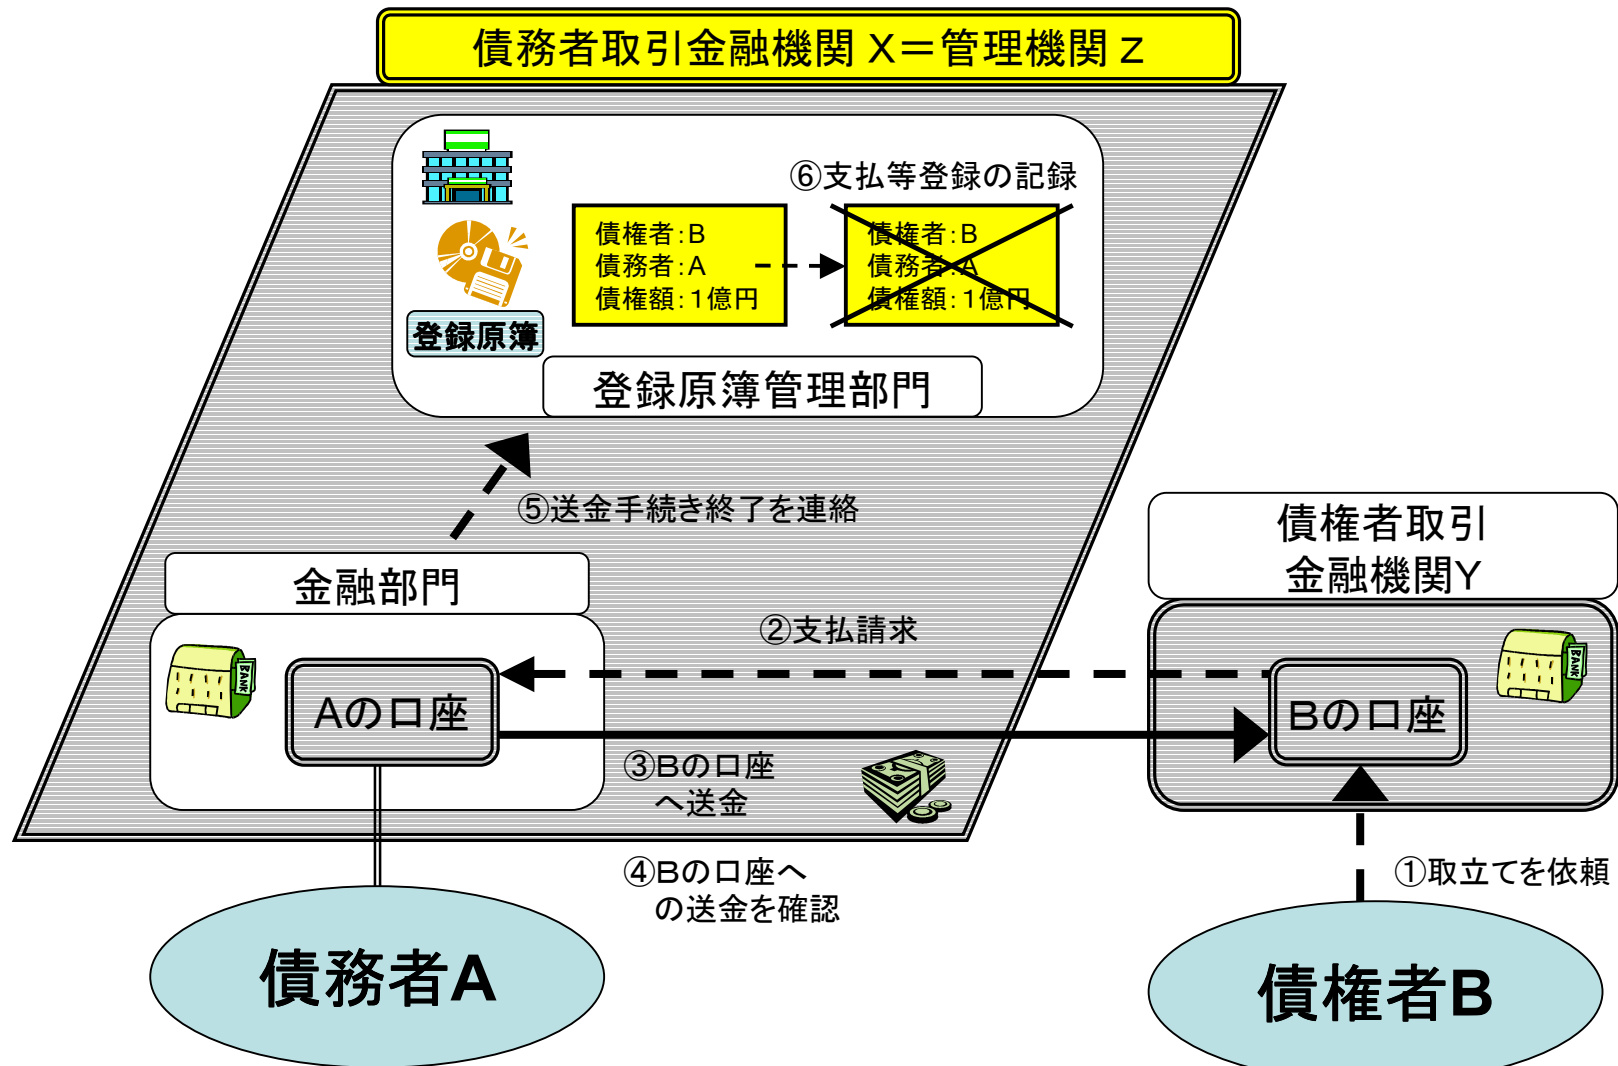 債務者取引金融機関 X＝管理機関 Z
⑥支払等登録の記録
債権者：B
債務者：A
債権額：１億円
債権者：B
債務者：A
債権額：１億円
登録原簿
登録原簿管理部門
⑤送金手続き終了を連絡
債権者取引
金融機関Y
金融部門
②支払請求
BANK
BANK
Aの口座
Bの口座
③Bの口座
へ送金
④Bの口座へ
の送金を確認
①取立てを依頼
債務者A
債権者B